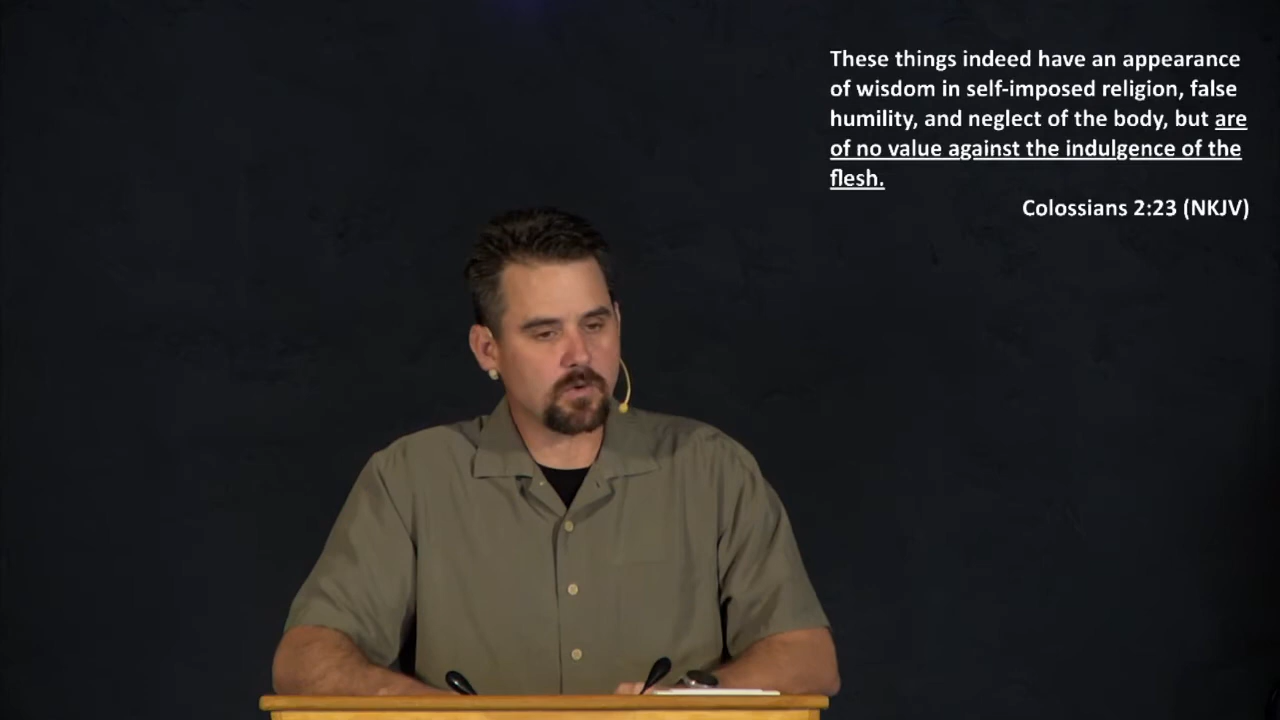 These things indeed have an appearance
of wisdom in self-imposed religion, false
humility, and neglect of the body, but are
of no value against the indulgence of the
flesh.
Colossians 2:23 (NKJV)